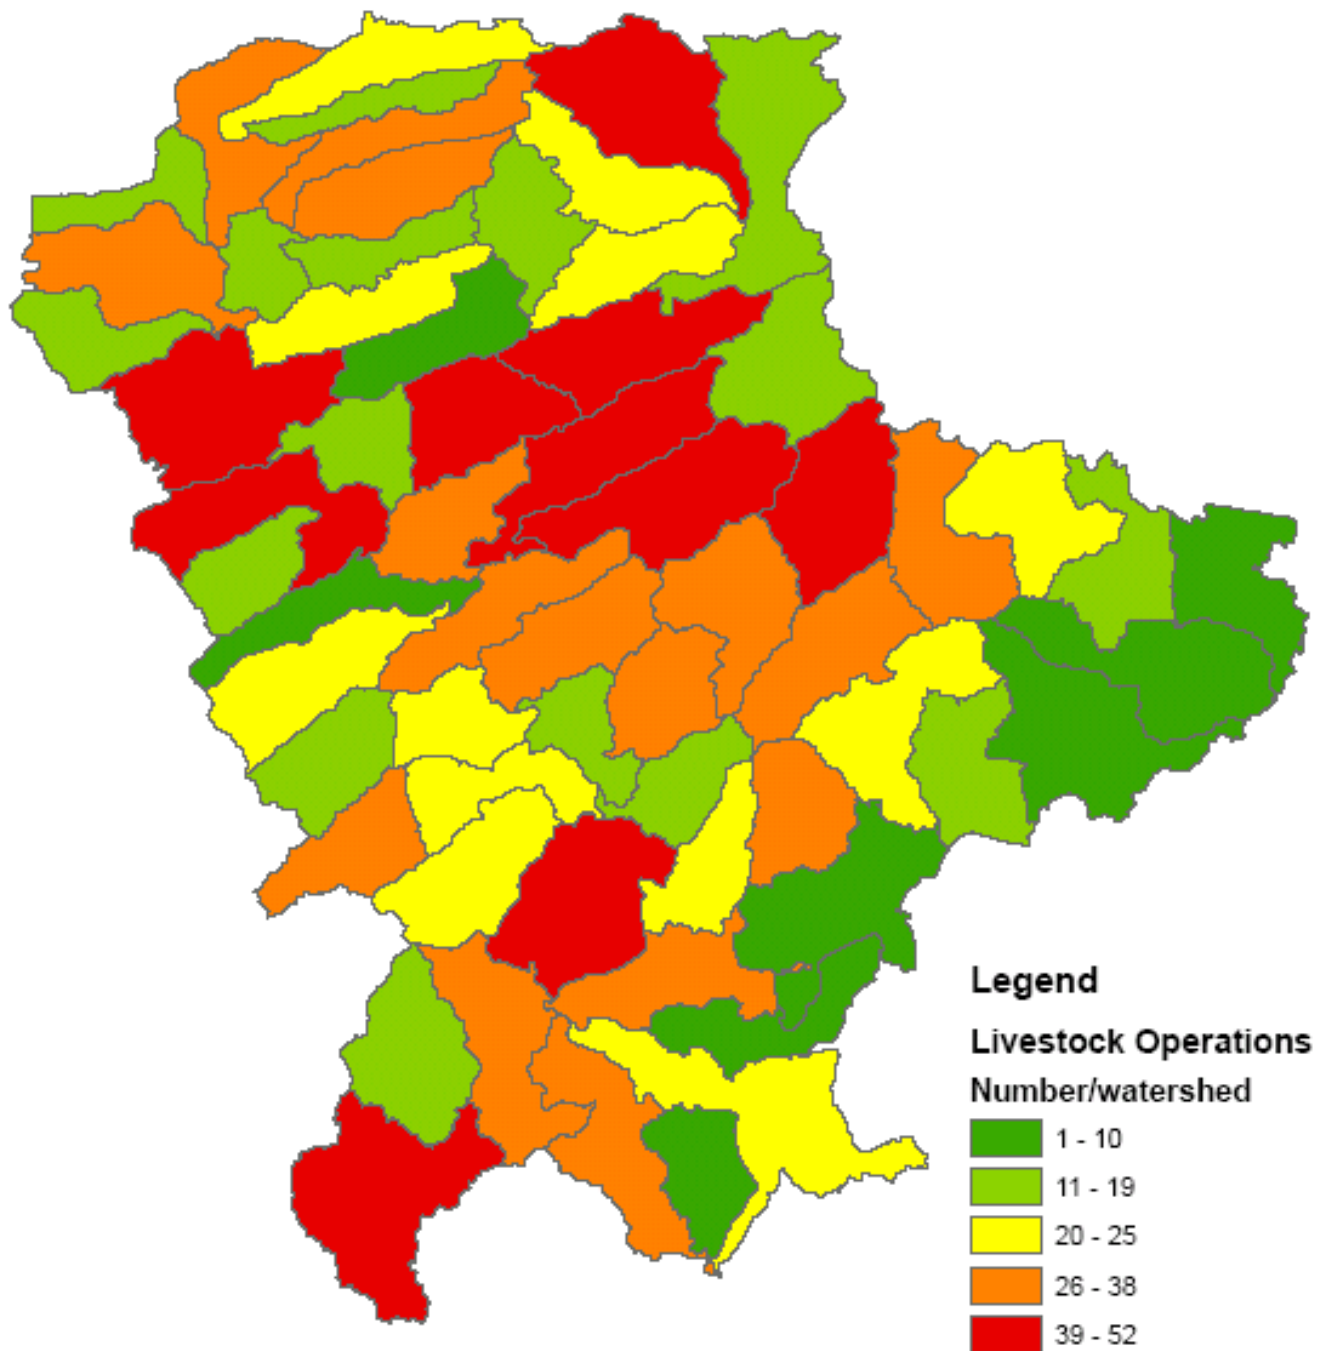 Legend
Livestock Operations
Number/watershed
1 - 10
11 - 19
20 - 25
26 - 38
39 - 52